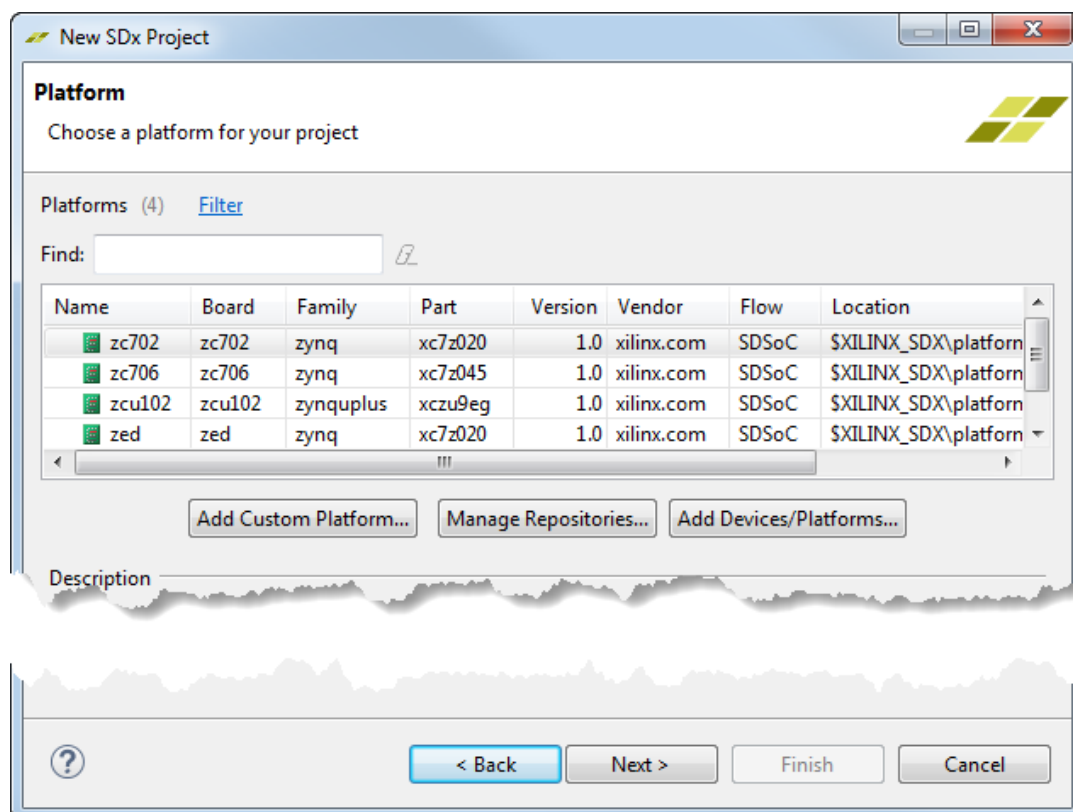 New SDx Project
Platform
Choose a platform for your project
Platforms (4) Filter
Find:
Name Board Family Part Version Vendor Flow Location
zc702 zc702 zynq xc7z020 1.0 xilinx.com SDSoC $XILINX_SDX\platforn
zc706 zc706 zynq xc7z045 1.0 xilinx.com SDSoC $XILINX_SDX\platforn
zcu102 zcu102 zynquplus xczu9eg 1.0 xilinx.com SDSoC $XILINX_SDX\platforn
zed zed zynq xc7z020 1.0 xilinx.com SDSoC $XILINX_SDX\platforn
Add Custom Platform... Manage Repositories... Add Devices/Platforms...
Description
? < Back Next > Finish Cancel